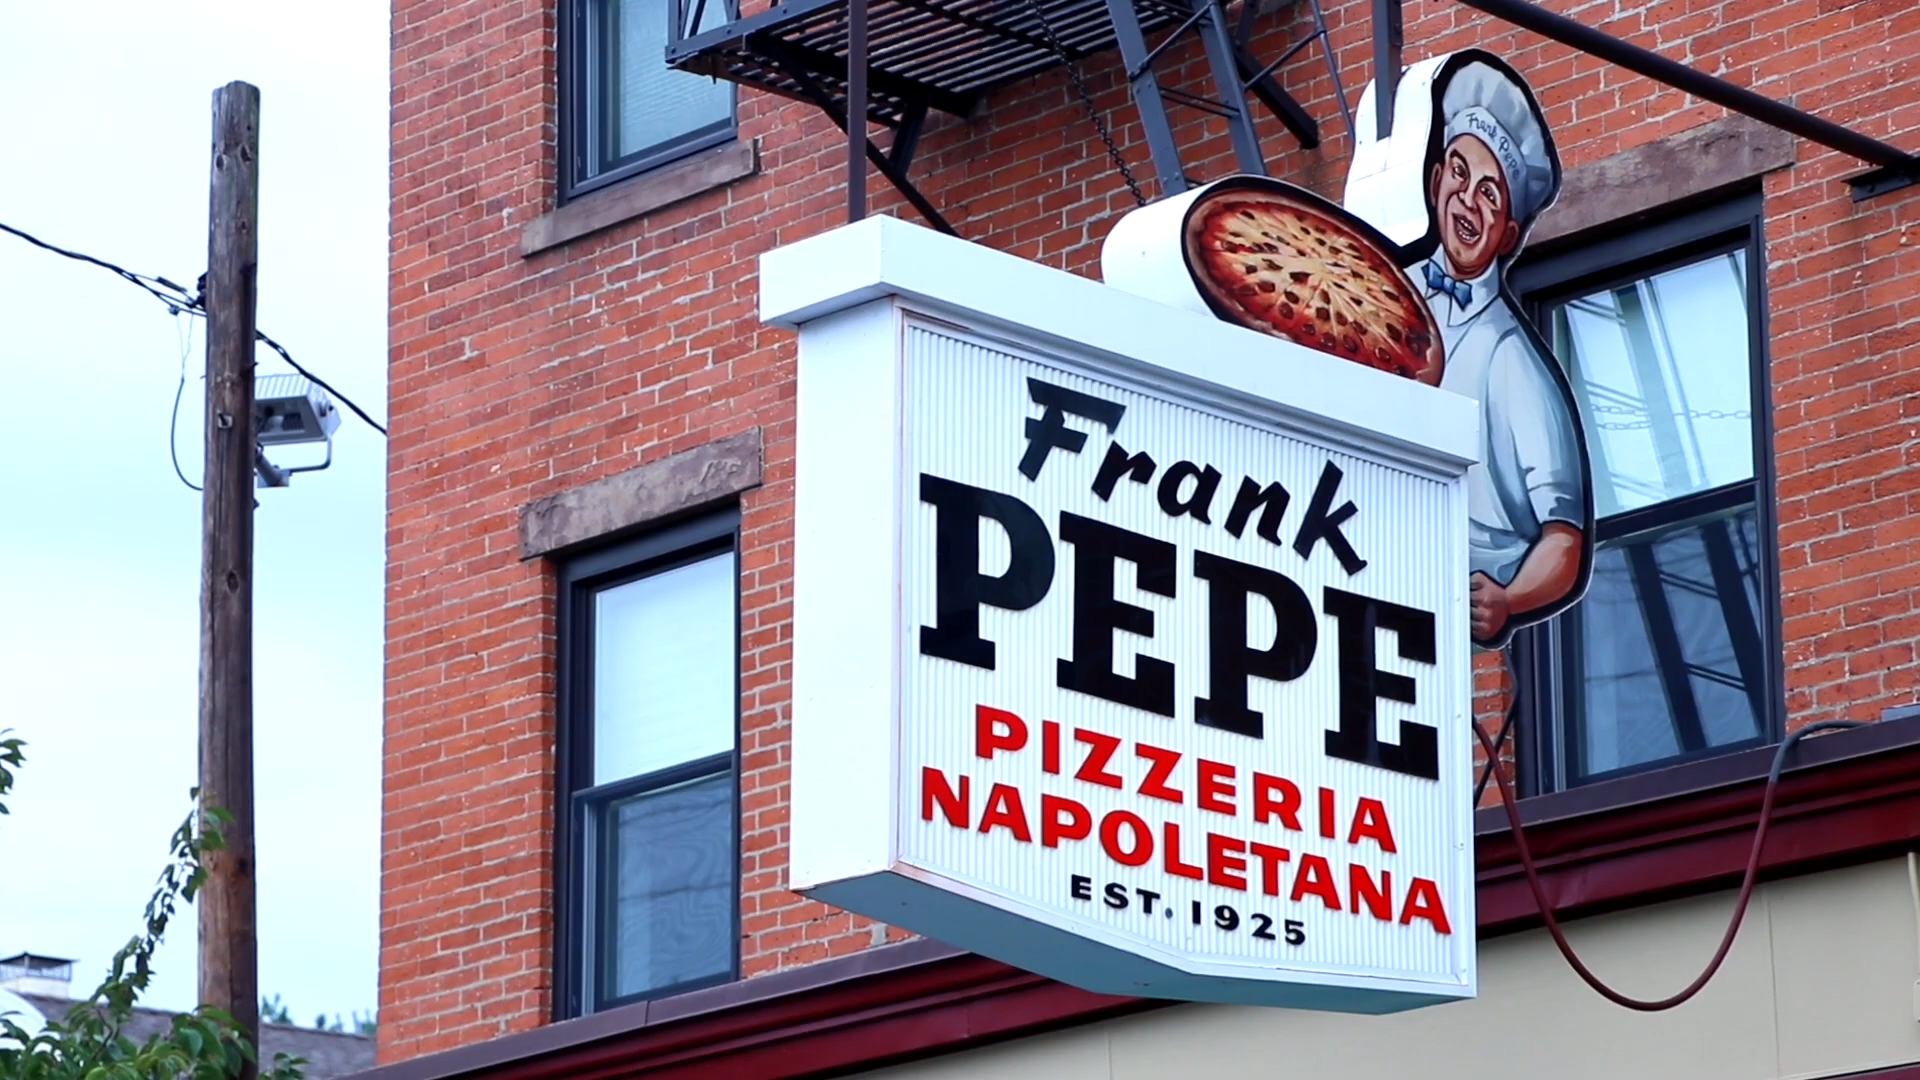 Frank Pepe
Frank
PEPE
PIZZERIA
NAPOLETANA
EST. 1925